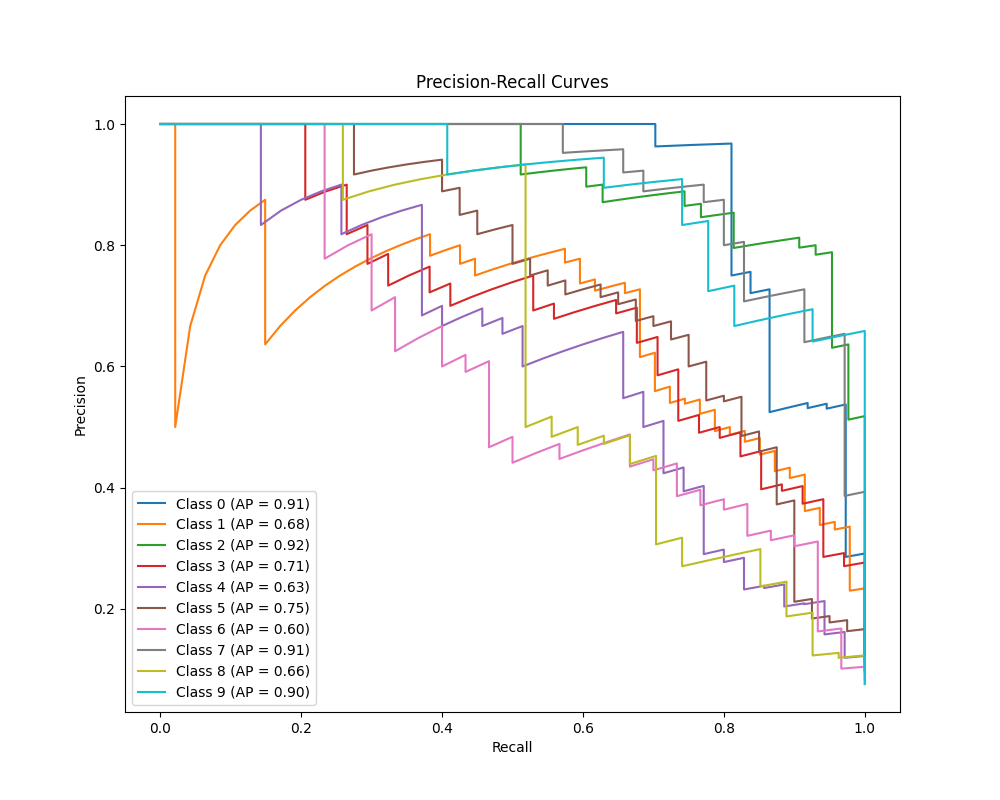 Precision-Recall Curves
1.0
0.8
0.6
0.4
0.2
Precision
Class 0 (AP = 0.91)
Class 1 (AP = 0.68)
Class 2 (AP = 0.92)
Class 3 (AP = 0.71)
Class 4 (AP = 0.63)
Class 5 (AP = 0.75)
Class 6 (AP = 0.60)
Class 7 (AP = 0.91)
Class 8 (AP = 0.66)
Class 9 (AP = 0.90)
0.0 0.2 0.4 0.6 0.8 1.0
Recall